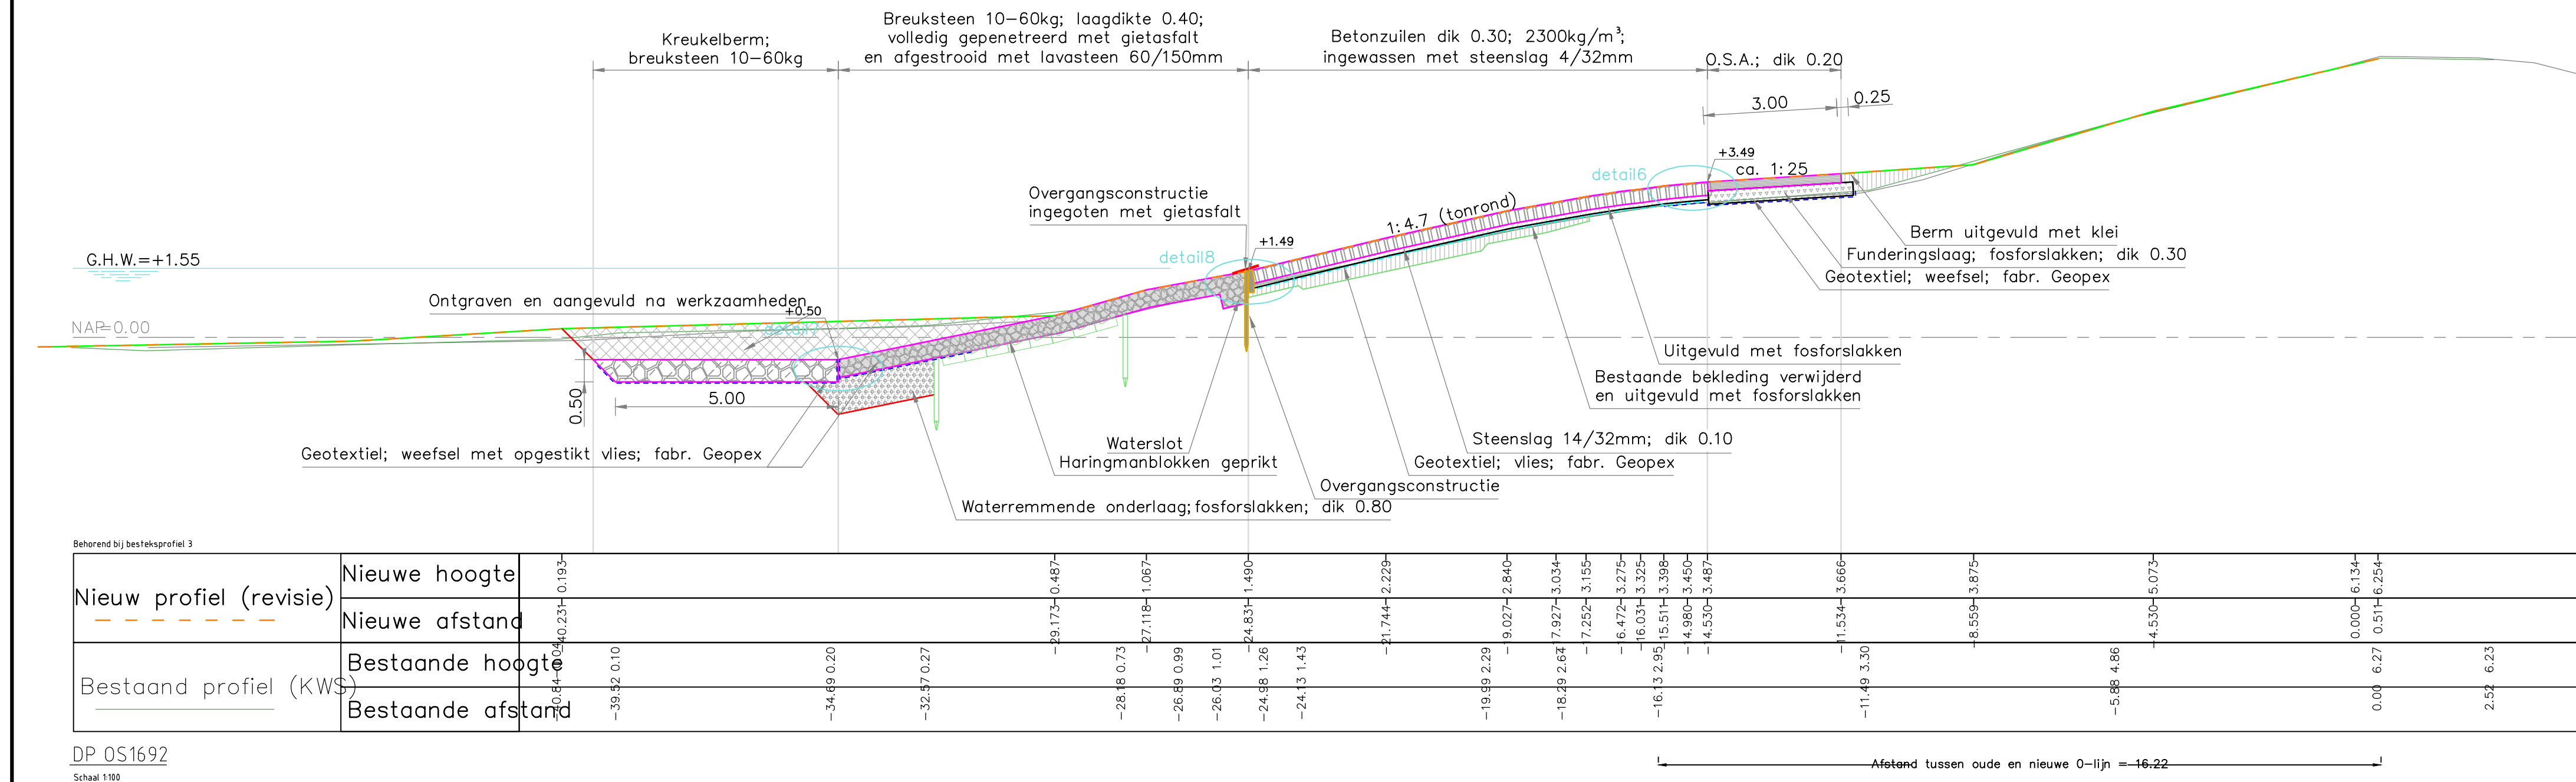 Kreukelberm;
breuksteen 10-60kg
Breuksteen 10-60kg; laagdikte 0.40;
volledig gepenetreerd met gietasfalt
en afgestrooid met lavasteen 60/150mm
Betonzuilen dik 0.30; 2300kg/m³;
ingewassen met steenslag 4/32mm
O.S.A.; dik 0.20
3.00
0.25
+3.49
ca. 1:25
detail6
Overgangsconstructie
ingegoten met gietasfalt
1:4.7 (tonrond)
+1.49
detail8
G.H.W.=+1.55
Berm uitgevuld met klei
Funderingslaag; fosforslakken; dik 0.30
Geotextiel; weefsel; fabr. Geopex
Ontgraven en aangevuld na werkzaamheden
+0.50
NAP=0.00
Uitgevuld met fosforslakken
Bestaande bekleding verwijderd
en uitgevuld met fosforslakken
0.50
5.00
Steenslag 14/32mm; dik 0.10
Waterslot
Geotextiel; weefsel met opgestikt vlies; fabr. Geopex
Haringmanblokken geprikt
Geotextiel; vlies; fabr. Geopex
Overgangsconstructie
Waterremmende onderlaag; fosforslakken; dik 0.80
Behorend bij besteksprofiel 3
Nieuw profiel (revisie)
Nieuwe hoogte
0.193 0.487 1.067 1.490 2.229 2.840 3.034 3.155 3.275 3.325 3.398 3.450 3.487 3.666 3.875 5.073 6.134 6.254
Nieuwe afstand
-40.231 -29.173 -27.118 -24.831 -21.744 -19.027 -17.927 -17.252 -16.472 -16.031 -15.511 -14.980 -14.530 -11.534 -8.559 -4.530 0.000 0.511
Bestaand profiel (KWS)
Bestaande hoogte
-0.04 0.10 0.20 0.27 0.73 0.99 1.01 1.26 1.43 2.29 2.64 2.95 3.30 4.86 6.27 6.23
Bestaande afstand
-40.84 -39.52 -34.69 -32.57 -28.18 -26.89 -26.03 -24.98 -24.13 -19.99 -18.29 -16.13 -11.49 -5.88 0.00 2.52
DP OS1692
Schaal 1:100
Afstand tussen oude en nieuwe 0-lijn = 16.22